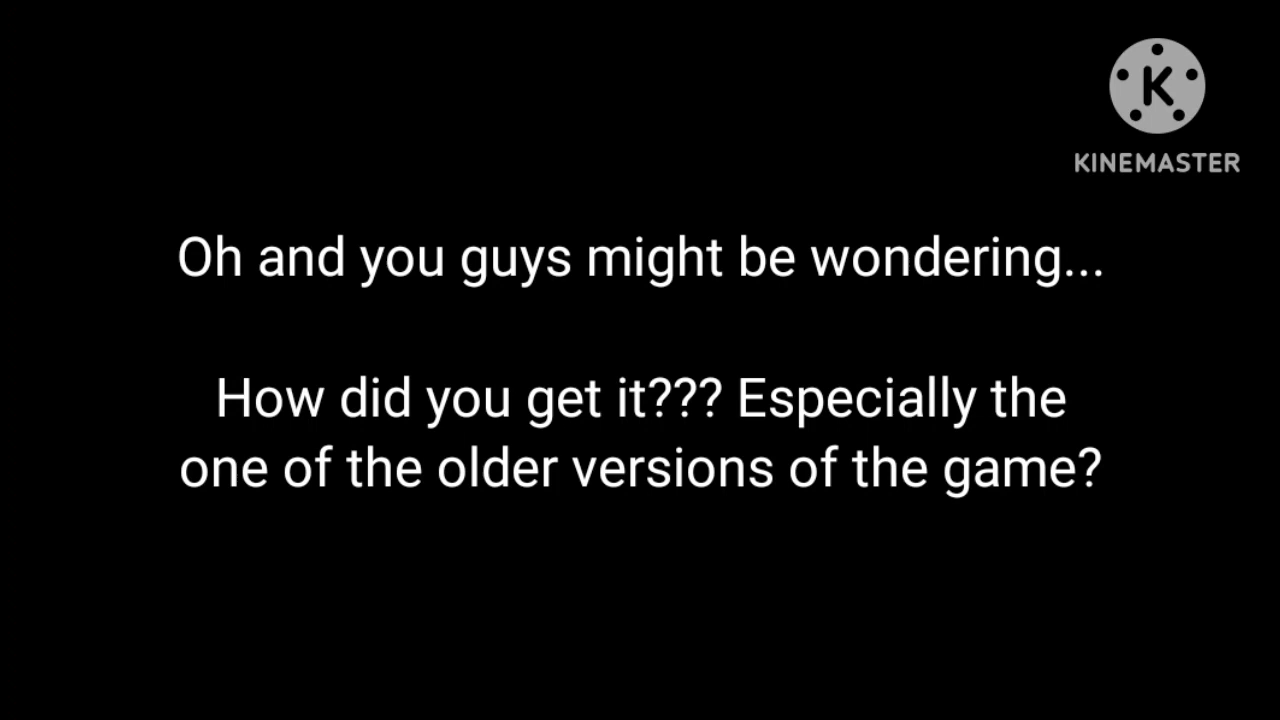 K
KINEMASTER
Oh and you guys might be wondering...
How did you get it??? Especially the
one of the older versions of the game?